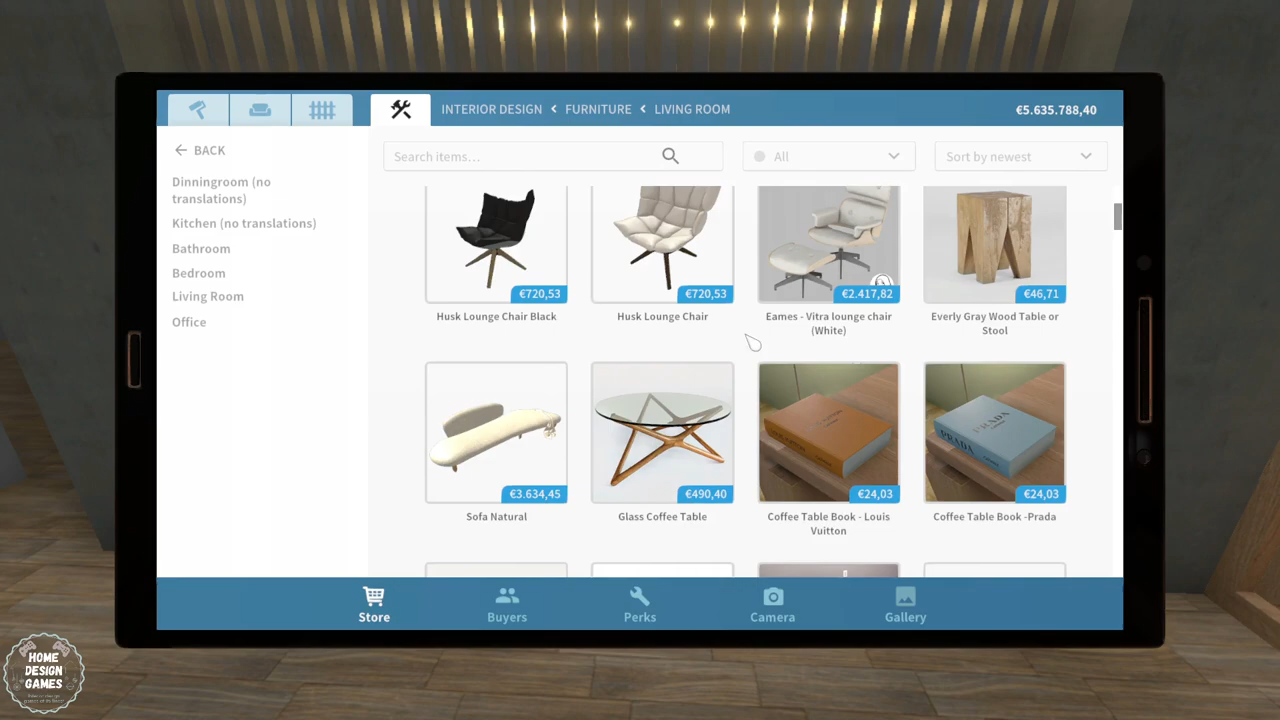 INTERIOR DESIGN < FURNITURE < LIVING ROOM
€5.635.788,40
BACK
Dinningroom (no
translations)
Kitchen (no translations)
Bathroom
Bedroom
Living Room
Office
Search items...
All
Sort by newest
€720,53
Husk Lounge Chair Black
€720,53
Husk Lounge Chair
€2.417,82
Eames - Vitra lounge chair
(White)
€46,71
Everly Gray Wood Table or
Stool
€3.634,45
Sofa Natural
€490,40
Glass Coffee Table
€24,03
Coffee Table Book - Louis
Vuitton
PRADA
PRADA
€24,03
Coffee Table Book -Prada
Store
Buyers
Perks
Camera
Gallery
HOME
DESIGN
GAMES